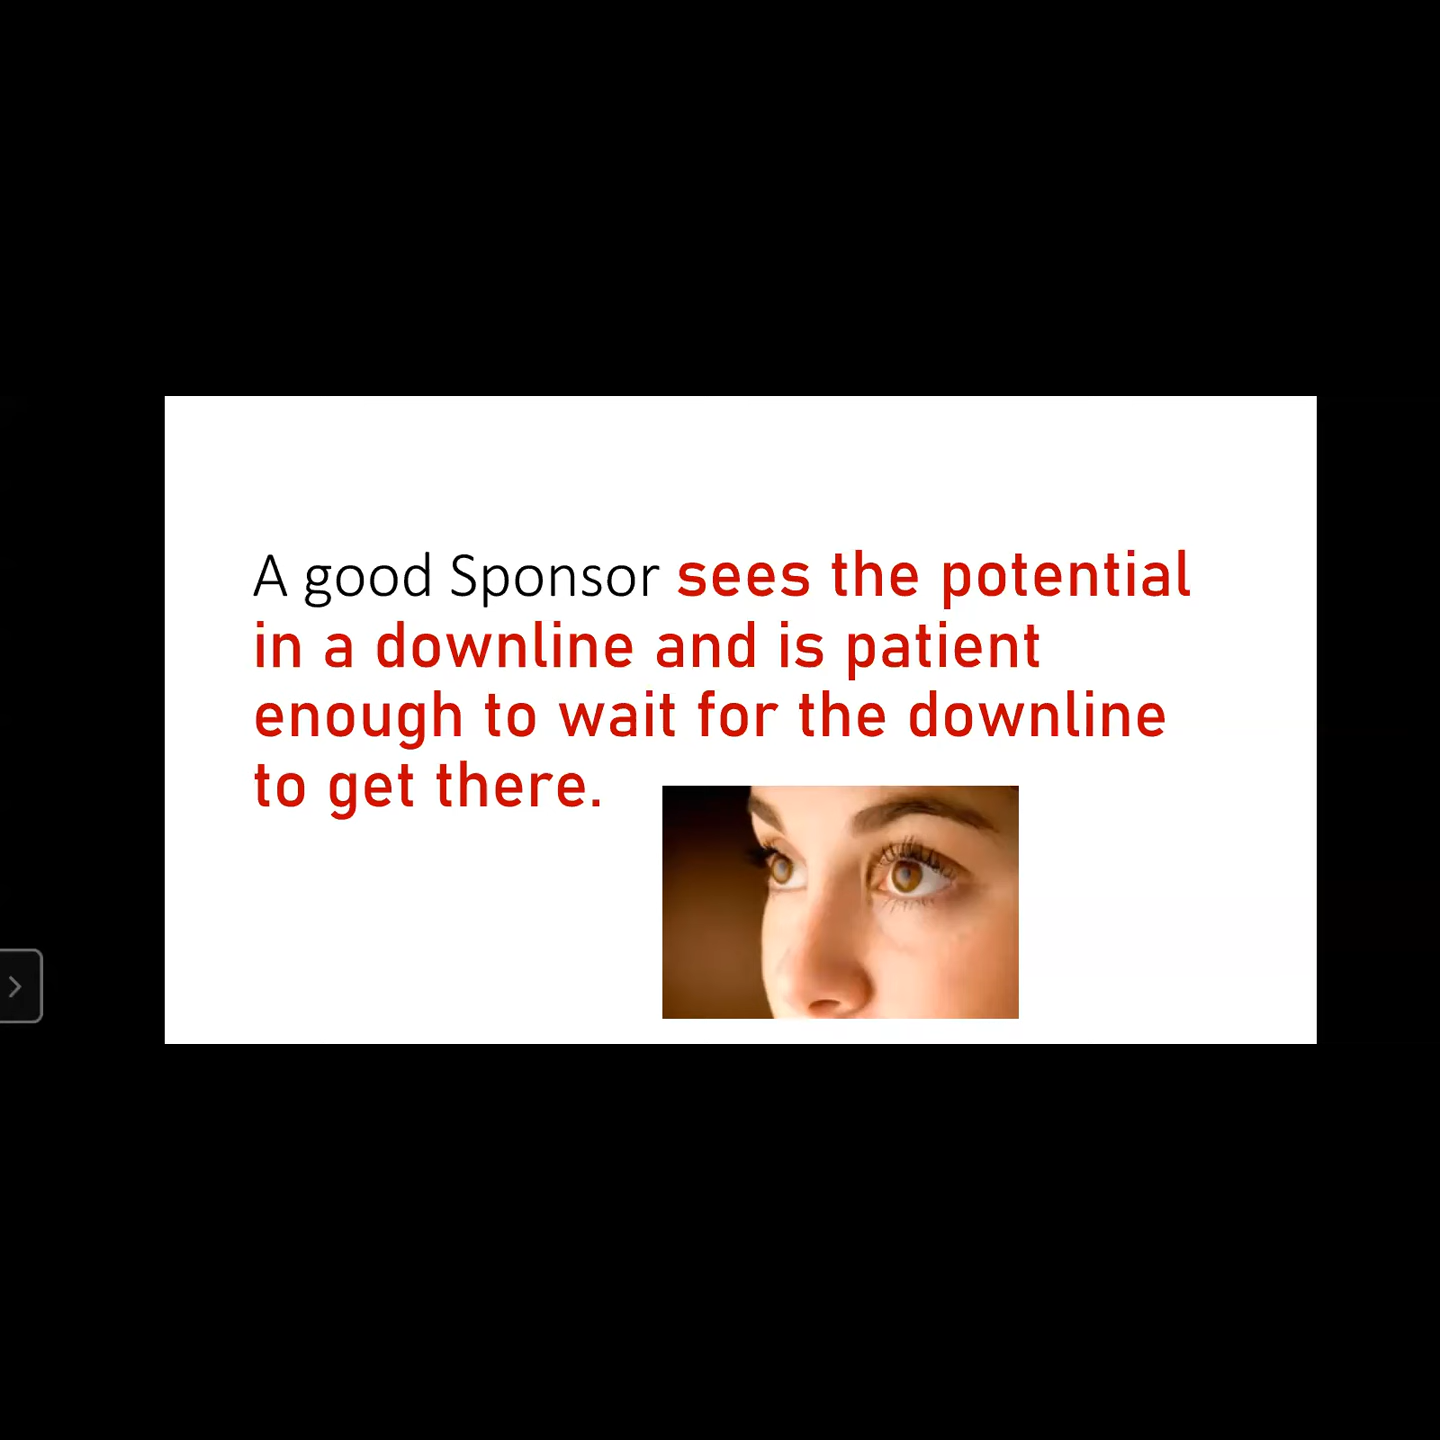 A good Sponsor sees the potential
in a downline and is patient
enough to wait for the downline
to get there.